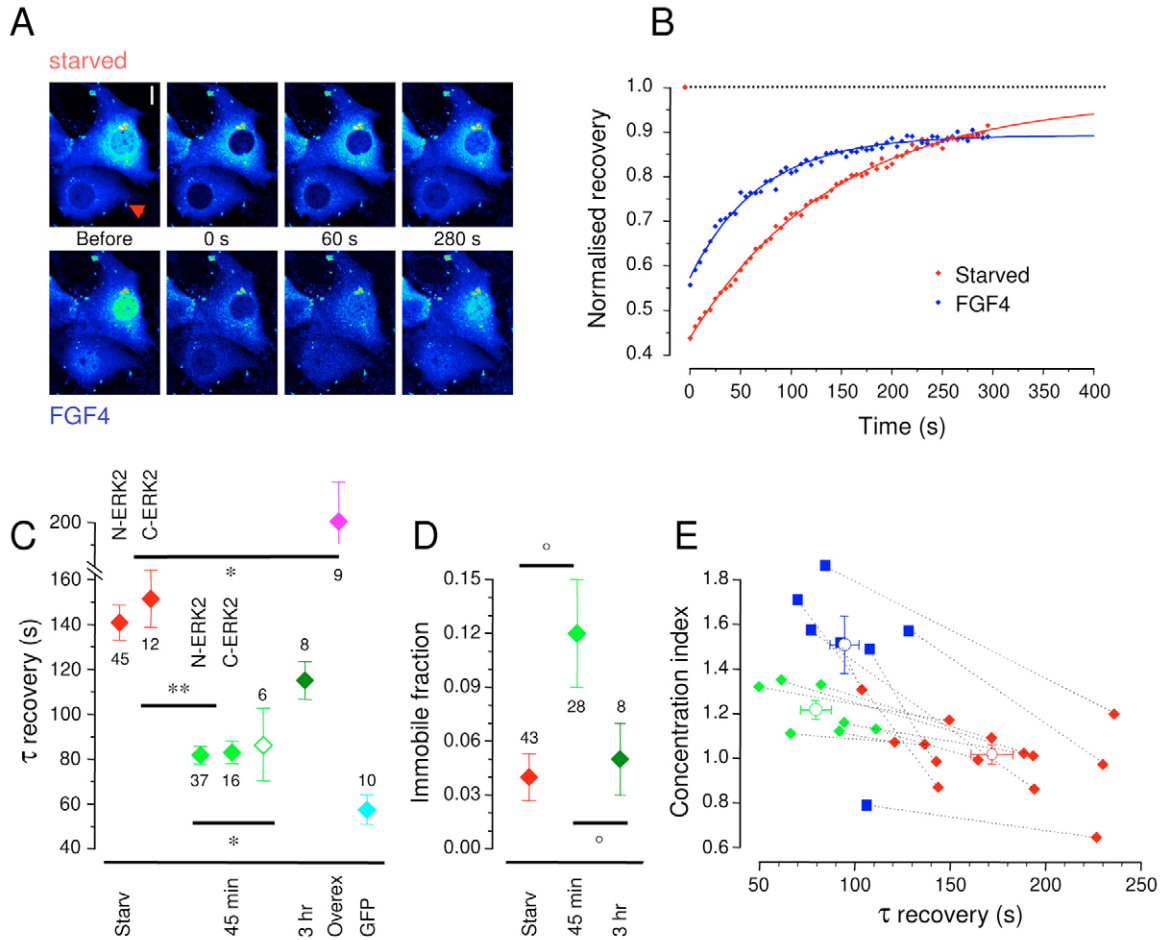 A
starved
Before 0 s 60 s 280 s
FGF4
B
Normalised recovery
1.0
0.9
0.8
0.7
0.6
0.5
0.4
Starved
FGF4
0 50 100 150 200 250 300 350 400
Time (s)
C
τ recovery (s)
200
160
140
120
100
80
60
40
N-ERK2
C-ERK2
45
12
*
9
**
N-ERK2
C-ERK2
37
16
6
8
10
*
Starv
45 min
3 hr
Overex
GFP
D
Immobile fraction
0.15
0.12
0.09
0.06
0.03
0.00
°
43
28
8
°
Starv
45 min
3 hr
E
Concentration index
1.8
1.6
1.4
1.2
1.0
0.8
0.6
50 100 150 200 250
τ recovery (s)